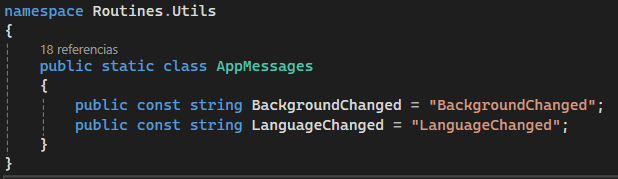 namespace Routines.Utils
{
18 referencias
public static class AppMessages
{
public const string BackgroundChanged = "BackgroundChanged";
public const string LanguageChanged = "LanguageChanged";
}
}